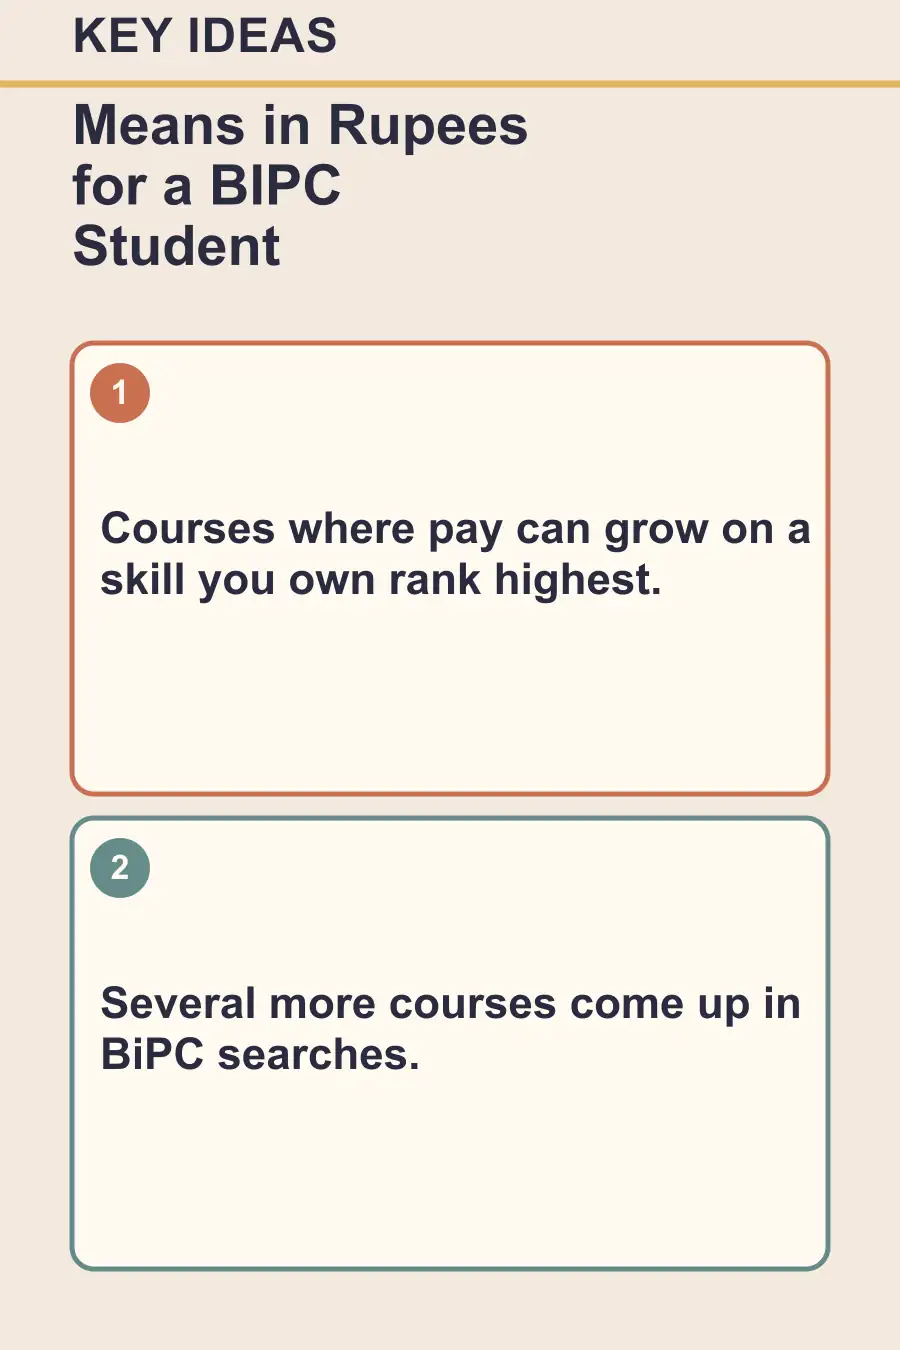 KEY IDEAS
Means in Rupees
for a BIPC
Student
1
Courses where pay can grow on a
skill you own rank highest.
2
Several more courses come up in
BiPC searches.